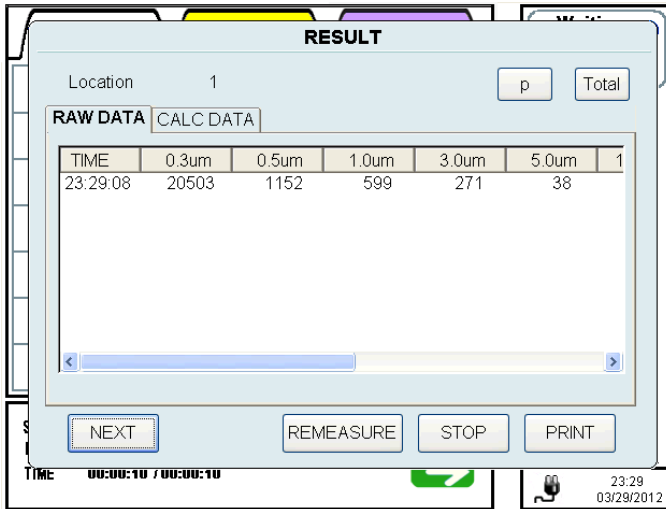 RESULT
Location 1 p Total
RAW DATA CALC DATA
TIME 0.3um 0.5um 1.0um 3.0um 5.0um 1
23:29:08 20503 1152 599 271 38
NEXT REMEASURE STOP PRINT
TIME 00:00:10 / 00:00:10
23:29
03/29/2012